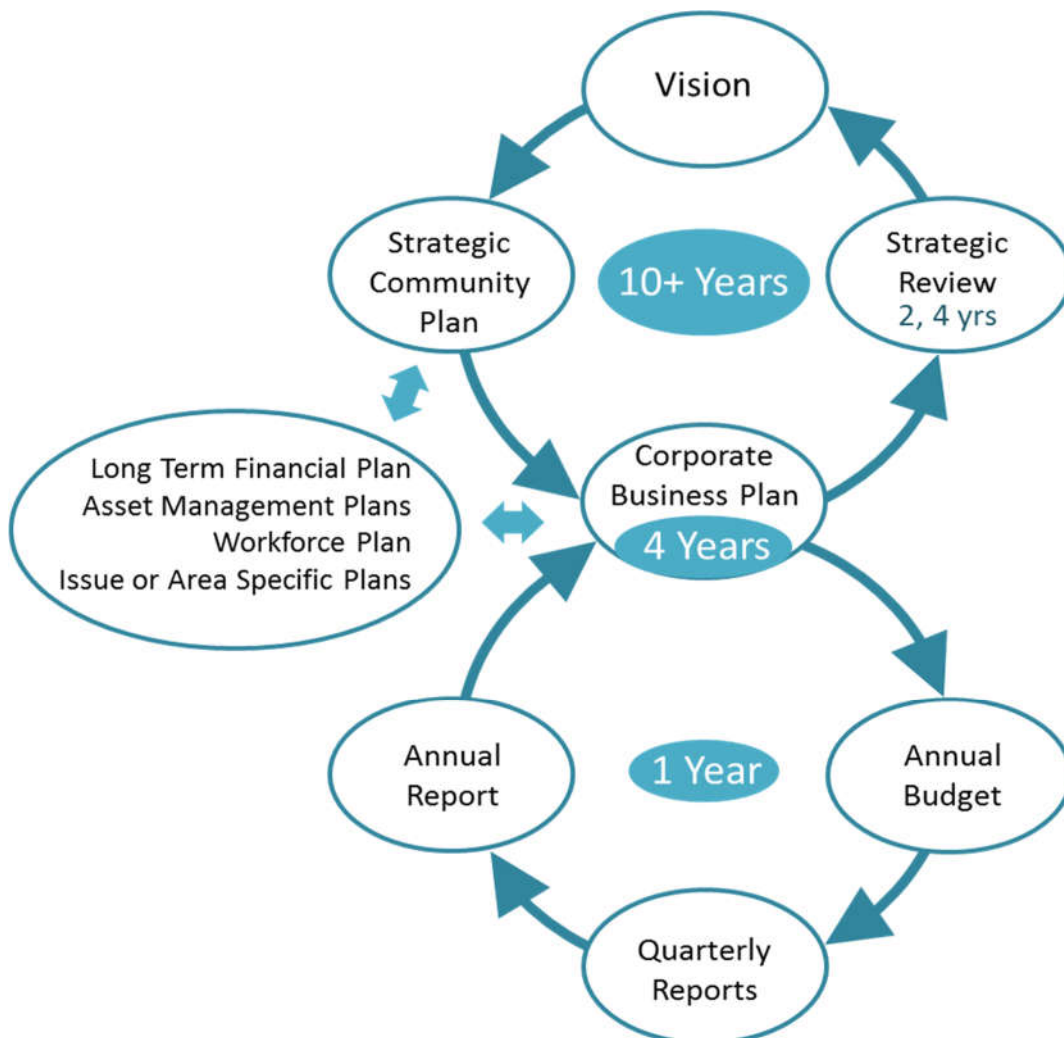 Vision
Strategic
Community
Plan
10+ Years
Strategic
Review
2, 4 yrs
Long Term Financial Plan
Asset Management Plans
Workforce Plan
Issue or Area Specific Plans
Corporate
Business Plan
4 Years
Annual
Report
1 Year
Annual
Budget
Quarterly
Reports